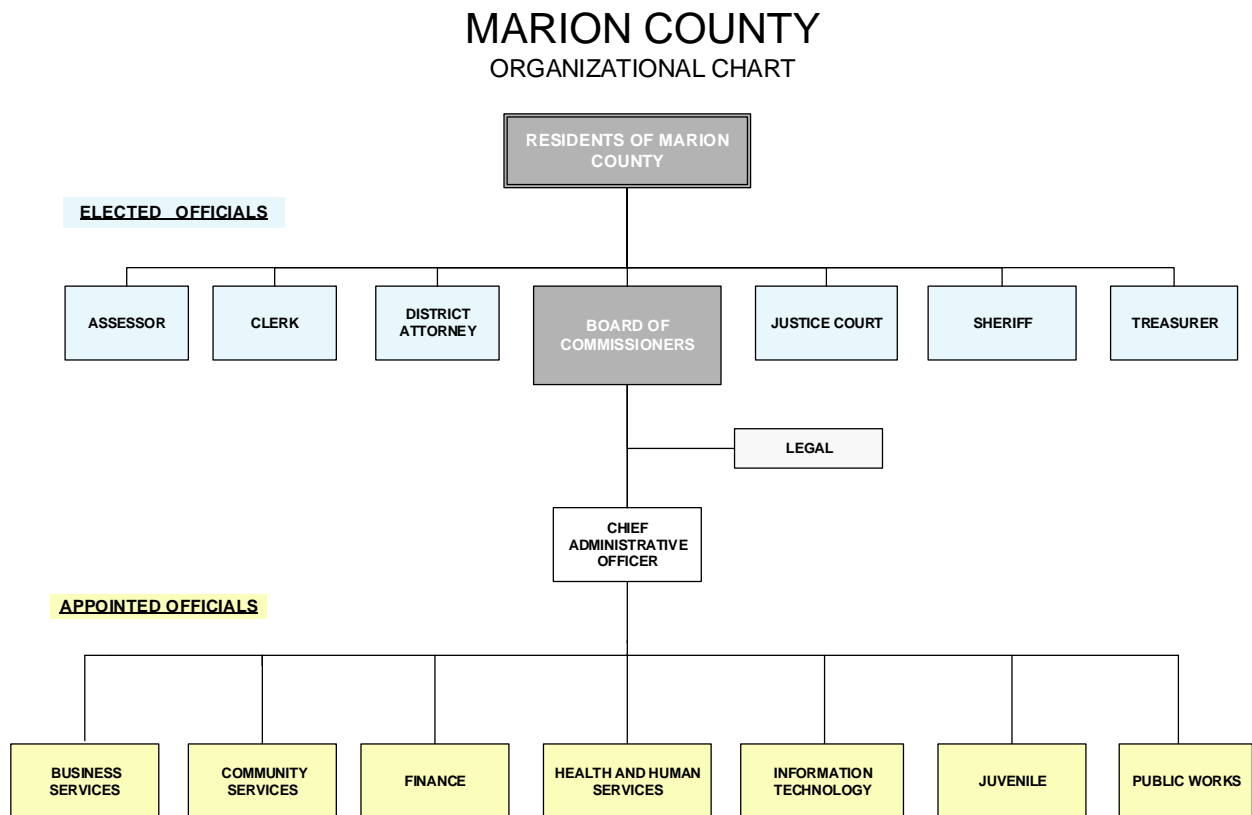 MARION COUNTY
ORGANIZATIONAL CHART
RESIDENTS OF MARION
COUNTY
ELECTED OFFICIALS
ASSESSOR
CLERK
DISTRICT
ATTORNEY
BOARD OF
COMMISSIONERS
JUSTICE COURT
SHERIFF
TREASURER
LEGAL
CHIEF
ADMINISTRATIVE
OFFICER
APPOINTED OFFICIALS
BUSINESS
SERVICES
COMMUNITY
SERVICES
FINANCE
HEALTH AND HUMAN
SERVICES
INFORMATION
TECHNOLOGY
JUVENILE
PUBLIC WORKS